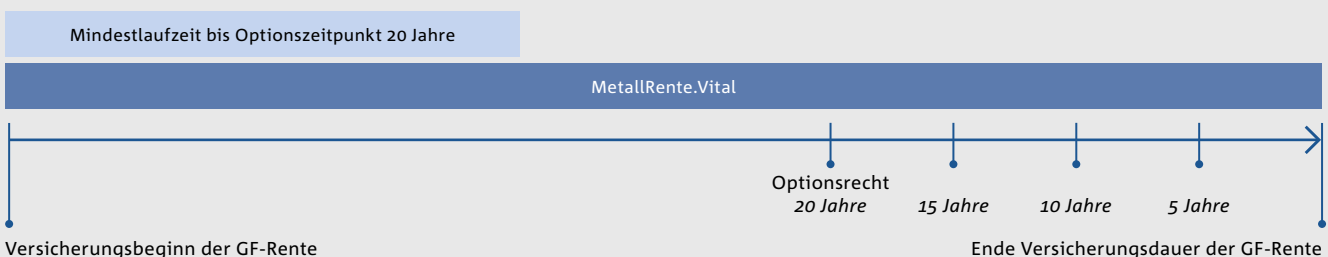 Mindestlaufzeit bis Optionszeitpunkt 20 Jahre
MetallRente.Vital
Optionsrecht
20 Jahre 15 Jahre 10 Jahre 5 Jahre
Versicherungsbeginn der GF-Rente Ende Versicherungsdauer der GF-Rente